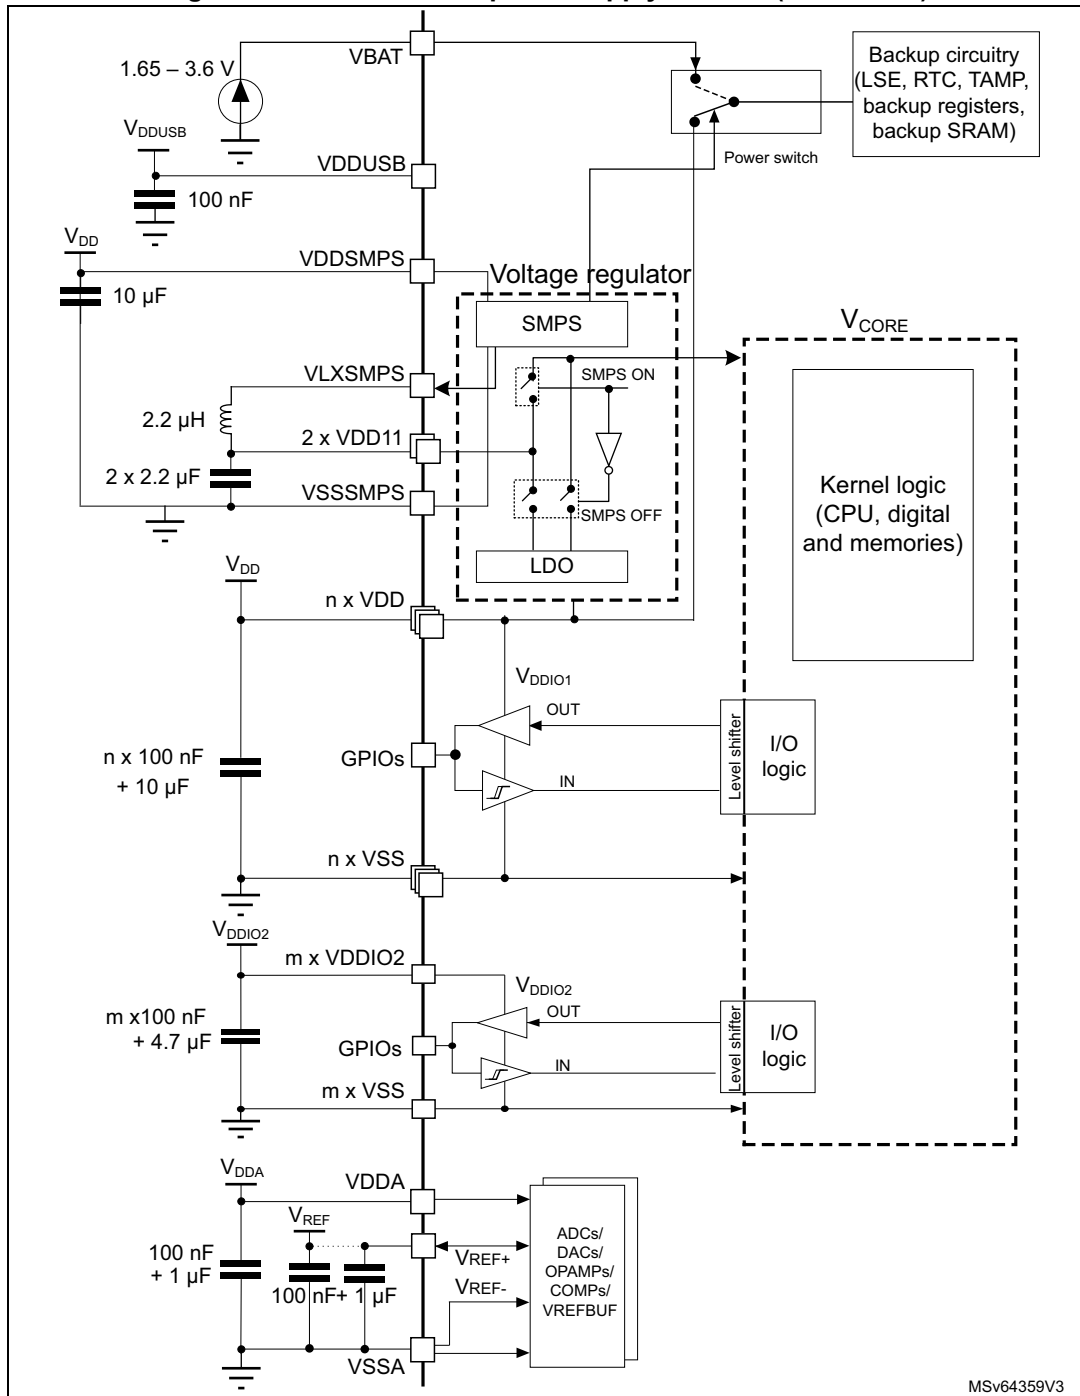 VBAT
1.65 – 3.6 V
Backup circuitry
(LSE, RTC, TAMP,
backup registers,
backup SRAM)
Power switch
VDDUSB
VDDUSB
100 nF
VDD
VDDSMPS
10 µF
Voltage regulator
SMPS
VCORE
VLXSMPS
SMPS ON
2.2 µH
2 x VDD11
2 x 2.2 µF
VSSSMPS
SMPS OFF
LDO
Kernel logic
(CPU, digital
and memories)
VDD
n x VDD
VDDIO1
OUT
GPIOs
n x 100 nF
+ 10 µF
IN
Level shifter
I/O
logic
n x VSS
VDDIO2
m x VDDIO2
VDDIO2
OUT
m x100 nF
+ 4.7 µF
GPIOs
IN
Level shifter
I/O
logic
m x VSS
VDDA
VDDA
VREF
100 nF
+ 1 µF
100 nF
+ 1 µF
VREF+
VREF-
ADCs/
DACs/
OPAMPs/
COMPs/
VREFBUF
VSSA
MSv64359V3